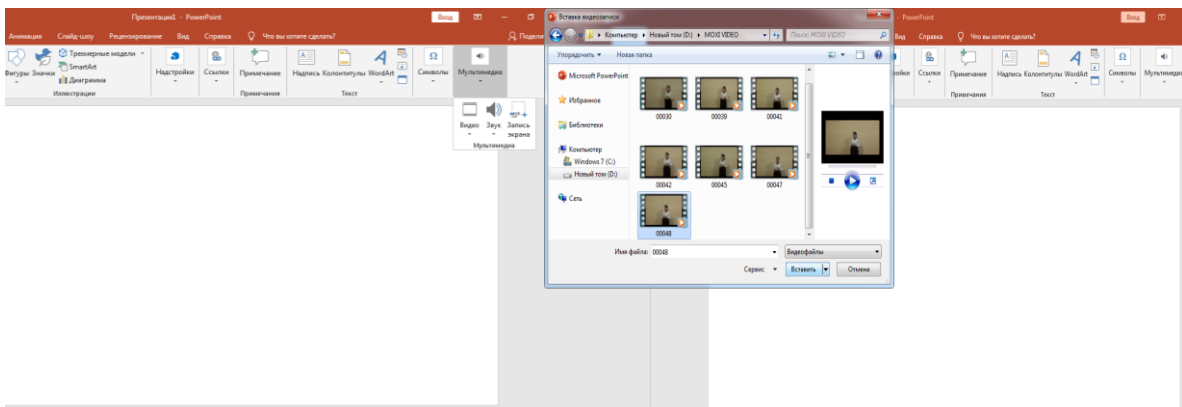 Презентация1 - PowerPoint
Вход
Анимация Слайд-шоу Рецензирование Вид Справка Что вы хотите сделать?
Фигуры Значки
Трехмерные модели
SmartArt
Диаграмма
Надстройки
Ссылки
Примечание
Надпись Колонтитулы WordArt
Символы
Мультимедиа
Иллюстрации
Примечания
Текст
Видео Звук Запись экрана
Мультимедиа
Вставка видеозаписи
Компьютер Новый том (D:) MOXI VIDEO
Поиск: MOXI VIDEO
Упорядочить Новая папка
Microsoft PowerPoint
Избранное
Библиотеки
Компьютер
Windows 7 (C:)
Новый том (D:)
Сеть
00030 00039 00041
00042 00045 00047
00048
Имя файла: 00048
Видеофайлы
Сервис Вставить Отмена
- PowerPoint
Вход
Вид Справка Что вы хотите сделать?
Ссылки
Примечание
Надпись Колонтитулы WordArt
Символы
Примечания
Текст